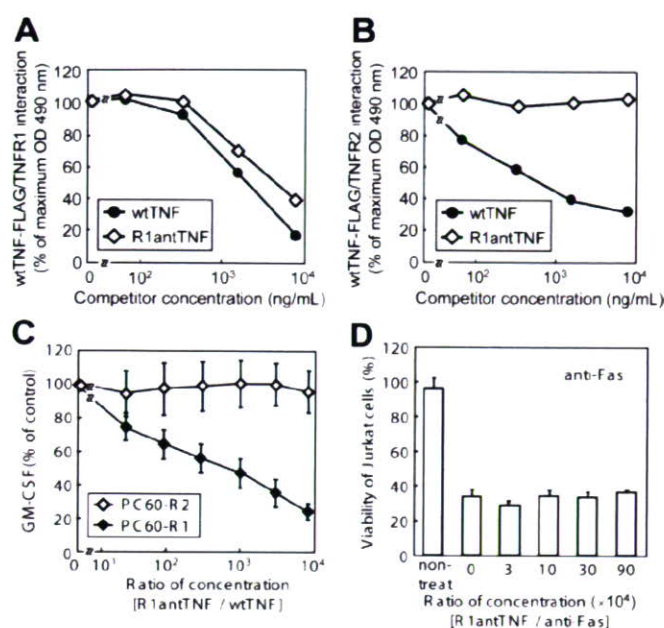 A
wtTNF-FLAG/TNFR1 interaction
(% of maximum OD 490 nm)
120
100
80
60
40
20
0
wtTNF
R1antTNF
0 10² 10³ 10⁴
Competitor concentration (ng/mL)
B
wtTNF-FLAG/TNFR2 interaction
(% of maximum OD 490 nm)
120
100
80
60
40
20
0
wtTNF
R1antTNF
0 10² 10³ 10⁴
Competitor concentration (ng/mL)
C
GM-CSF (% of control)
120
100
80
60
40
20
0
PC60-R2
PC60-R1
0 10¹ 10² 10³ 10⁴
Ratio of concentration
[R1antTNF / wtTNF]
D
Viability of Jurkat cells (%)
120
100
80
60
40
20
0
anti-Fas
non-
treat
0 3 10 30 90
Ratio of concentration (×10⁴)
[R1antTNF / anti Fas]